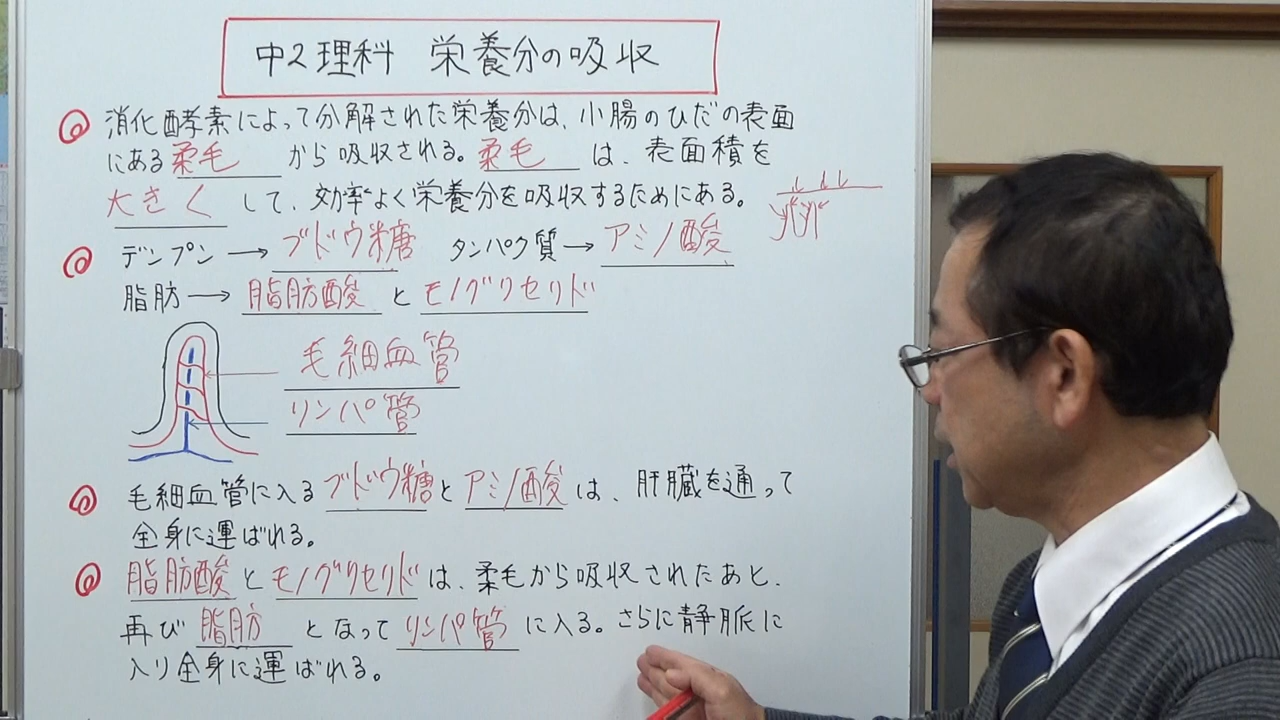 中2理科 栄養分の吸収
消化酵素によって分解された栄養分は、小腸のひだの表面
にある柔毛から吸収される。柔毛は、表面積を
大きくして、効率よく栄養分を吸収するためにある。
デンプン→ブドウ糖 タンパク質→アミノ酸
脂肪→脂肪酸とモノグリセリド
毛細血管
リンパ管
毛細血管に入るブドウ糖とアミノ酸は、肝臓を通って
全身に運ばれる。
脂肪酸とモノグリセリドは、柔毛から吸収されたあと、
再び脂肪となってリンパ管に入る。さらに静脈に
入り全身に運ばれる。